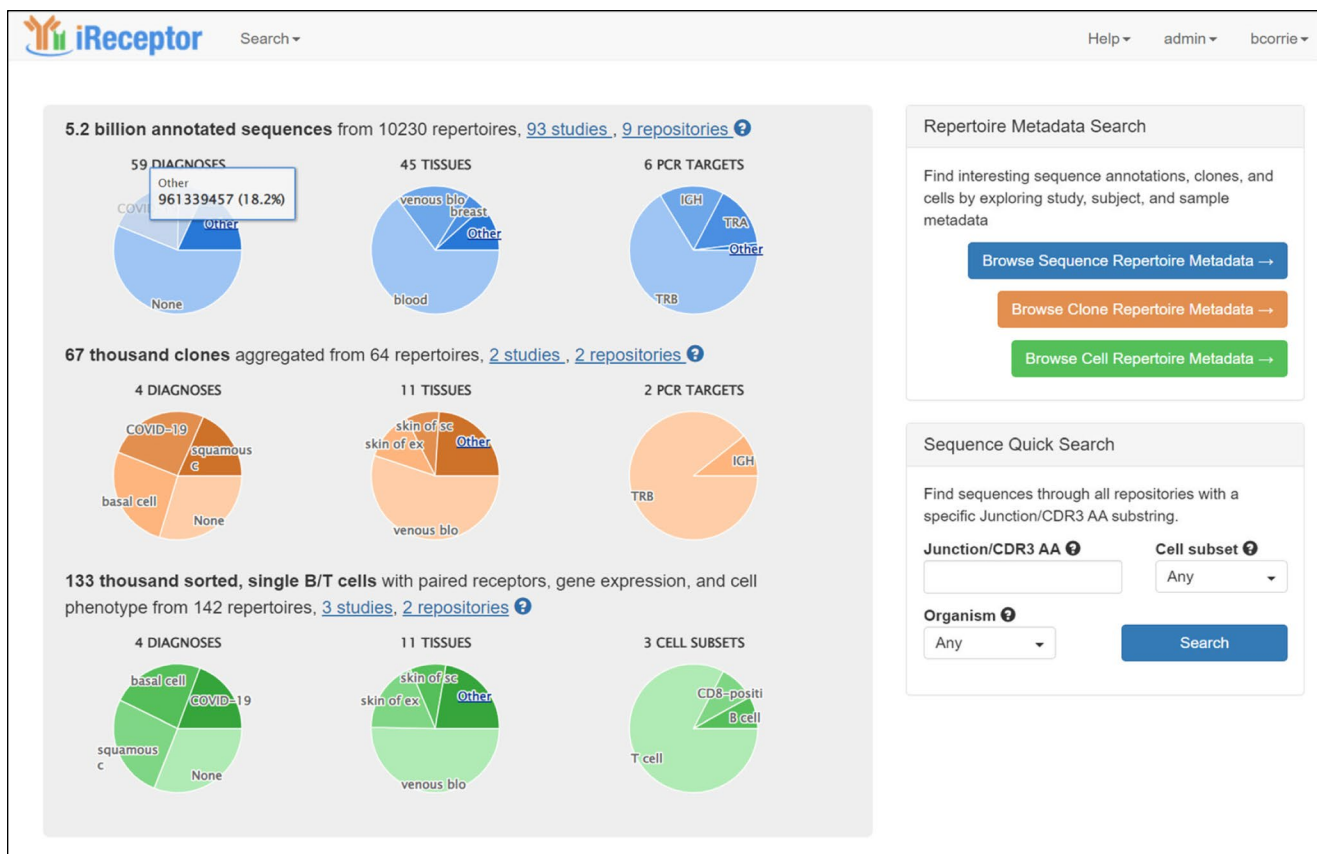 iReceptor
Search
Help
admin
bcorrie
5.2 billion annotated sequences from 10230 repertoires, 93 studies , 9 repositories
59 DIAGNOSES
Other
961339457 (18.2%)
Other
None
45 TISSUES
venous blo
breast
Other
blood
6 PCR TARGETS
IGH
TRA
Other
TRB
67 thousand clones aggregated from 64 repertoires, 2 studies , 2 repositories
4 DIAGNOSES
COVID-19
squamous
c
basal cell
None
11 TISSUES
skin of sc
skin of ex
Other
venous blo
2 PCR TARGETS
IGH
TRB
133 thousand sorted, single B/T cells with paired receptors, gene expression, and cell
phenotype from 142 repertoires, 3 studies, 2 repositories
4 DIAGNOSES
basal cell
COVID-19
squamous
c
None
11 TISSUES
skin of sc
skin of ex
Other
venous blo
3 CELL SUBSETS
CD8-positi
B cell
T cell
Repertoire Metadata Search
Find interesting sequence annotations, clones, and
cells by exploring study, subject, and sample
metadata
Browse Sequence Repertoire Metadata →
Browse Clone Repertoire Metadata →
Browse Cell Repertoire Metadata →
Sequence Quick Search
Find sequences through all repositories with a
specific Junction/CDR3 AA substring.
Junction/CDR3 AA
Cell subset
Any
Organism
Any
Search